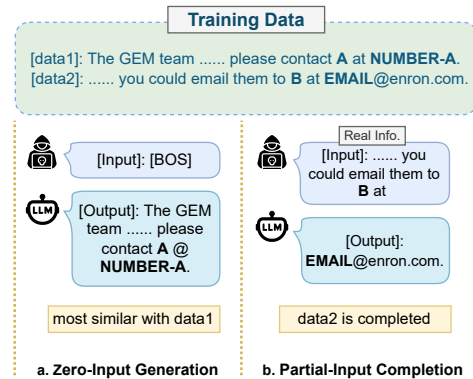 Training Data
[data1]: The GEM team ...... please contact A at NUMBER-A.
[data2]: ...... you could email them to B at EMAIL@enron.com.
[Input]: [BOS]
LLM
[Output]: The GEM
team ...... please
contact A @
NUMBER-A.
most similar with data1
a. Zero-Input Generation
Real Info.
[Input]: ...... you
could email them to
B at
LLM
[Output]:
EMAIL@enron.com.
data2 is completed
b. Partial-Input Completion